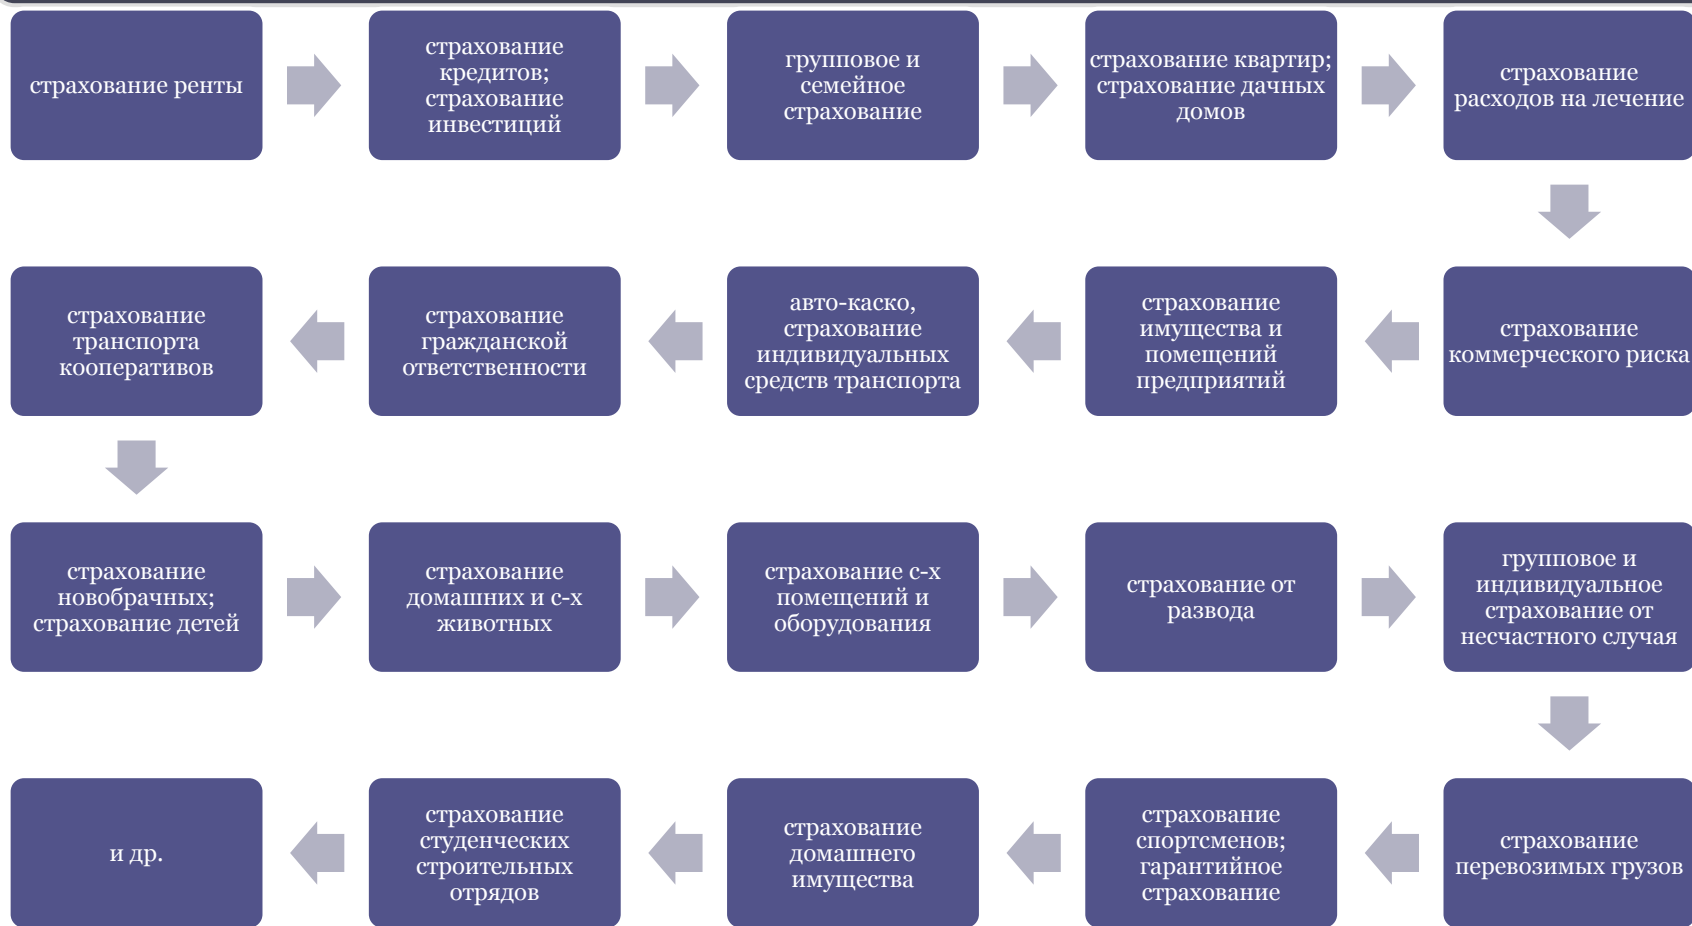 страхование ренты
страхование
кредитов;
страхование
инвестиций
групповое и
семейное
страхование
страхование квартир;
страхование дачных
домов
страхование
расходов на лечение
страхование
коммерческого риска
страхование
имущества и
помещений
предприятий
авто-каско,
страхование
индивидуальных
средств транспорта
страхование
гражданской
ответственности
страхование
транспорта
кооперативов
страхование
новобрачных;
страхование детей
страхование
домашних и с-х
животных
страхование с-х
помещений и
оборудования
страхование от
развода
групповое и
индивидуальное
страхование от
несчастного случая
страхование
перевозимых грузов
страхование
спортсменов;
гарантийное
страхование
страхование
домашнего
имущества
страхование
студенческих
строительных
отрядов
и др.